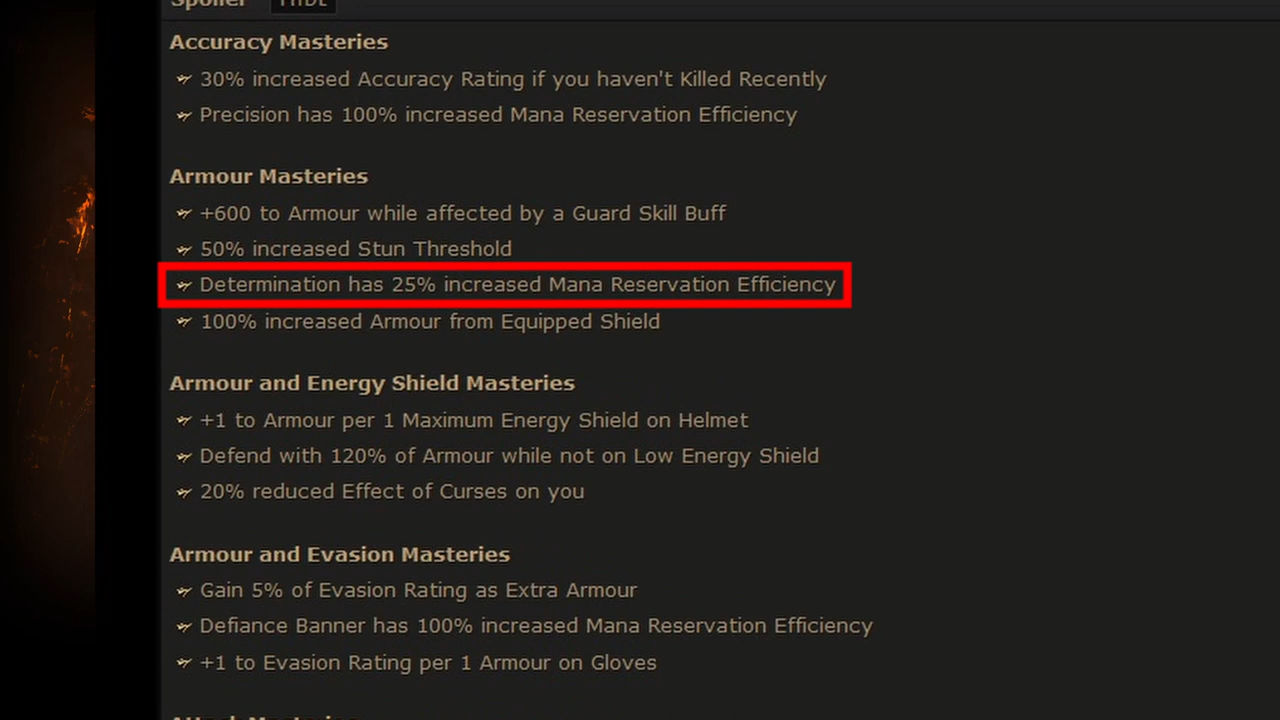 Spoiler Hide
Accuracy Masteries
30% increased Accuracy Rating if you haven't Killed Recently
Precision has 100% increased Mana Reservation Efficiency
Armour Masteries
+600 to Armour while affected by a Guard Skill Buff
50% increased Stun Threshold
Determination has 25% increased Mana Reservation Efficiency
100% increased Armour from Equipped Shield
Armour and Energy Shield Masteries
+1 to Armour per 1 Maximum Energy Shield on Helmet
Defend with 120% of Armour while not on Low Energy Shield
20% reduced Effect of Curses on you
Armour and Evasion Masteries
Gain 5% of Evasion Rating as Extra Armour
Defiance Banner has 100% increased Mana Reservation Efficiency
+1 to Evasion Rating per 1 Armour on Gloves
Attack Masteries